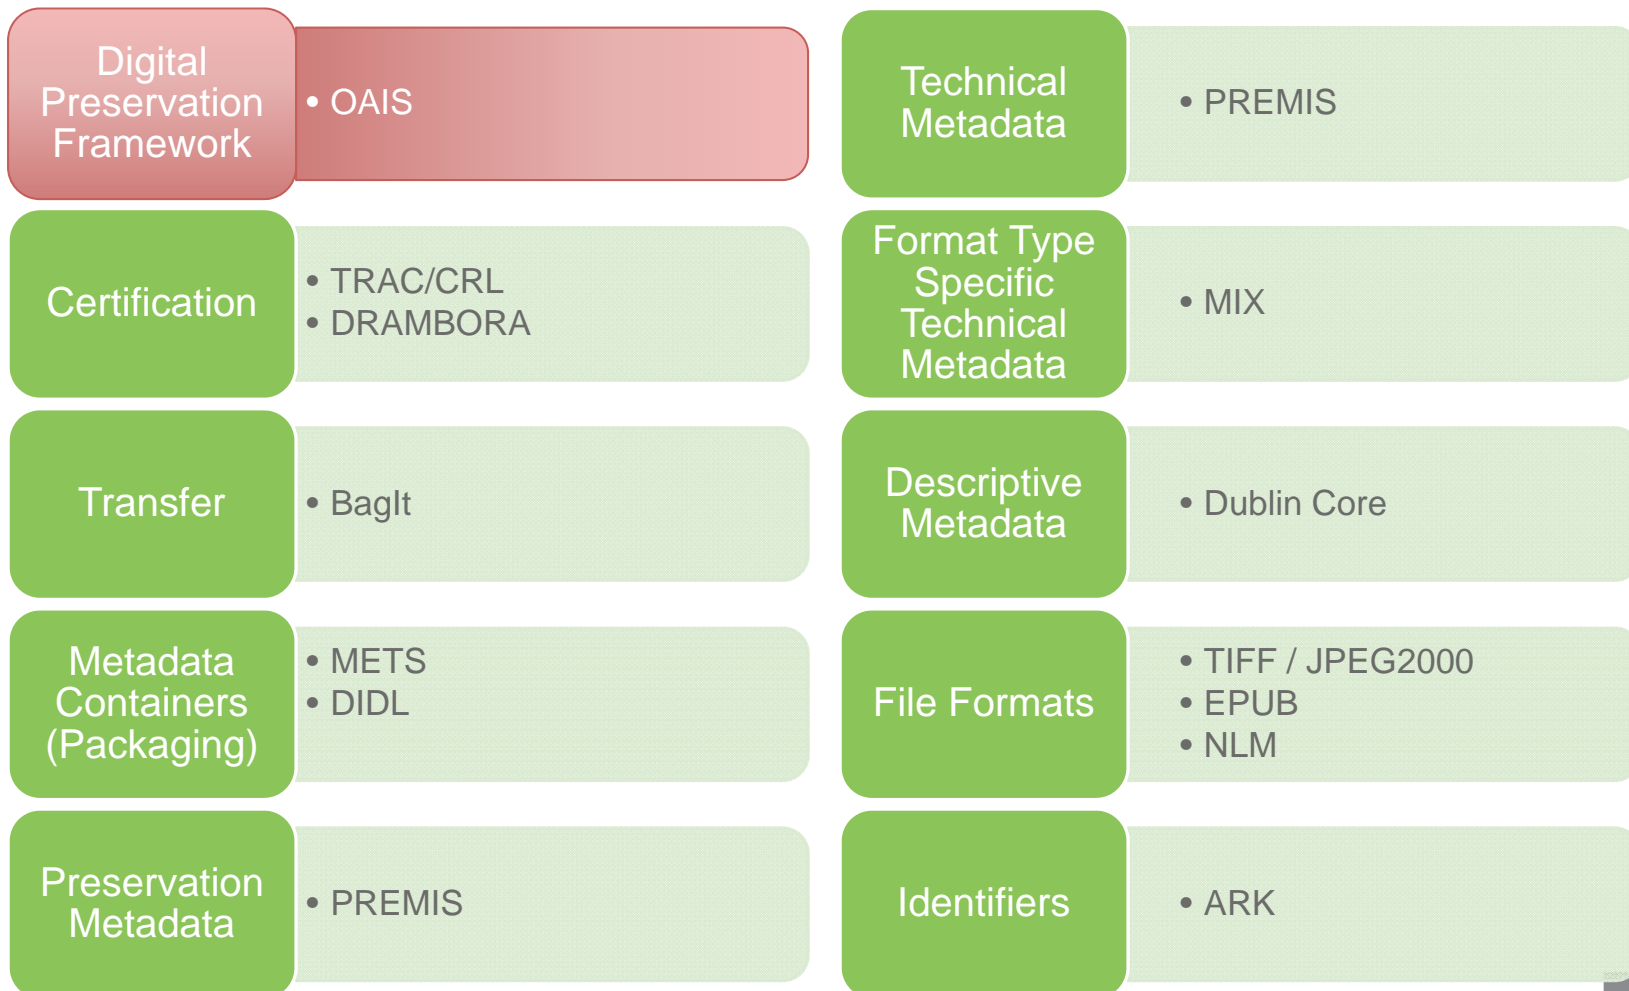 Digital
Preservation
Framework
• OAIS
Certification
• TRAC/CRL
• DRAMBORA
Transfer
• BagIt
Metadata
Containers
(Packaging)
• METS
• DIDL
Preservation
Metadata
• PREMIS
Technical
Metadata
• PREMIS
Format Type
Specific
Technical
Metadata
• MIX
Descriptive
Metadata
• Dublin Core
File Formats
• TIFF / JPEG2000
• EPUB
• NLM
Identifiers
• ARK